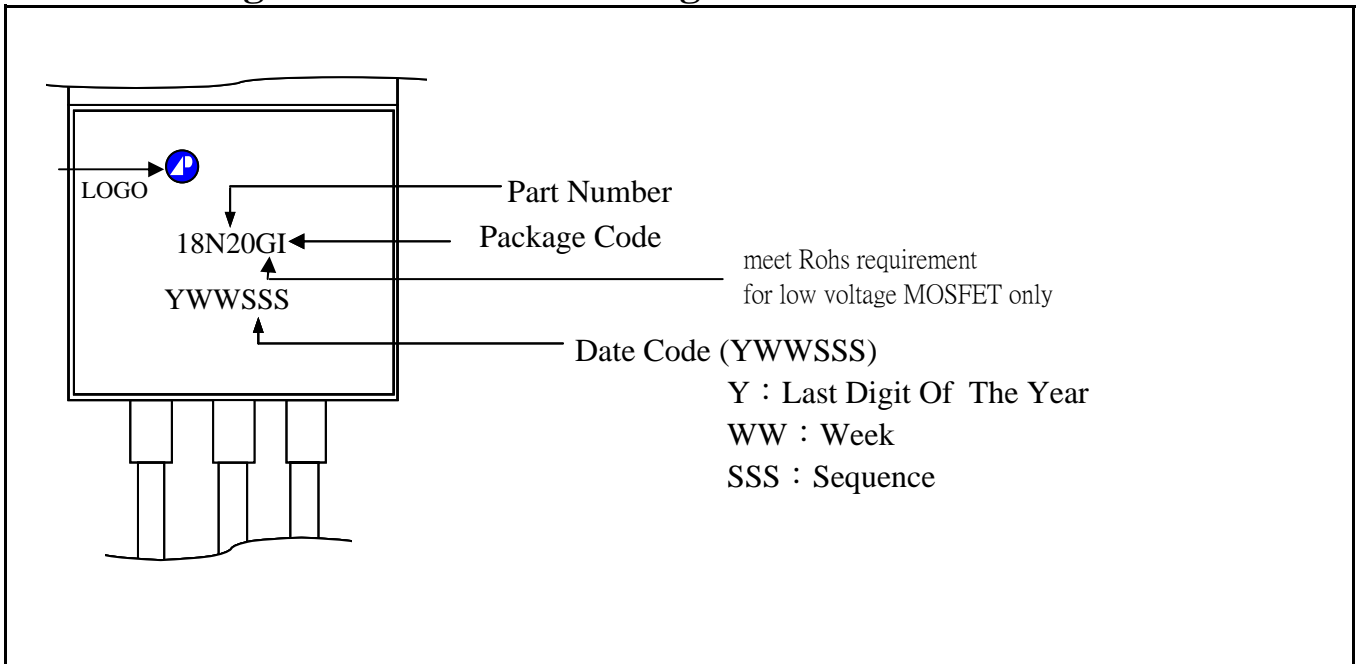 LOGO
Part Number
18N20GI
Package Code
meet Rohs requirement
for low voltage MOSFET only
YWWSSS
Date Code (YWWSSS)
Y：Last Digit Of The Year
WW：Week
SSS：Sequence